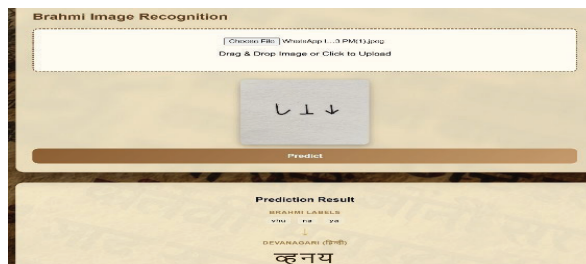 Brahmi Image Recognition
Choose File WhatsApp I...3 PM(1).jpeg
Drag & Drop Image or Click to Upload
Predict
Prediction Result
BRAHMI LABELS
vhu na ya
↓
DEVANAGARI (हिन्दी)
व्हनय